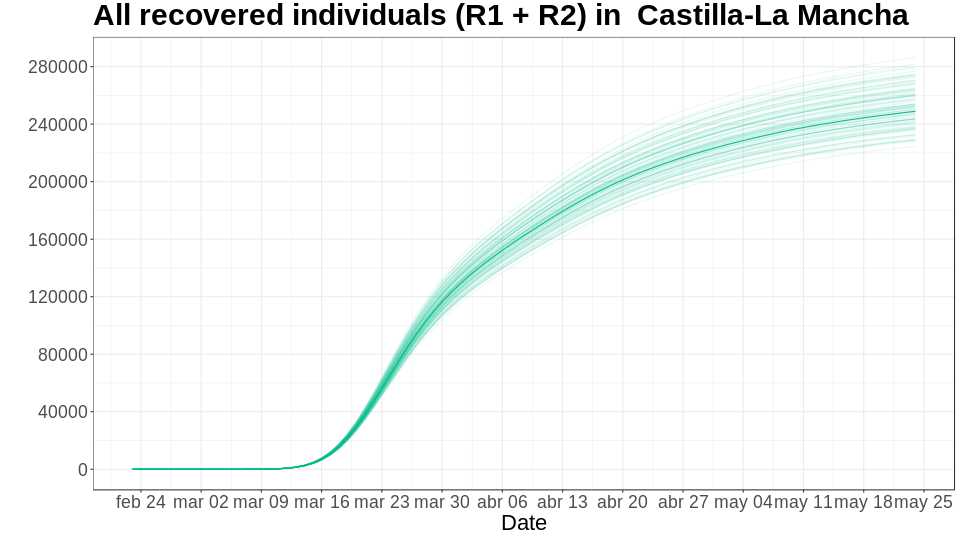 All recovered individuals (R1 + R2) in  Castilla-La Mancha
280000
240000
200000
160000
120000
80000
40000
0
feb 24 mar 02 mar 09 mar 16 mar 23 mar 30 abr 06 abr 13 abr 20 abr 27 may 04 may 11 may 18 may 25
Date